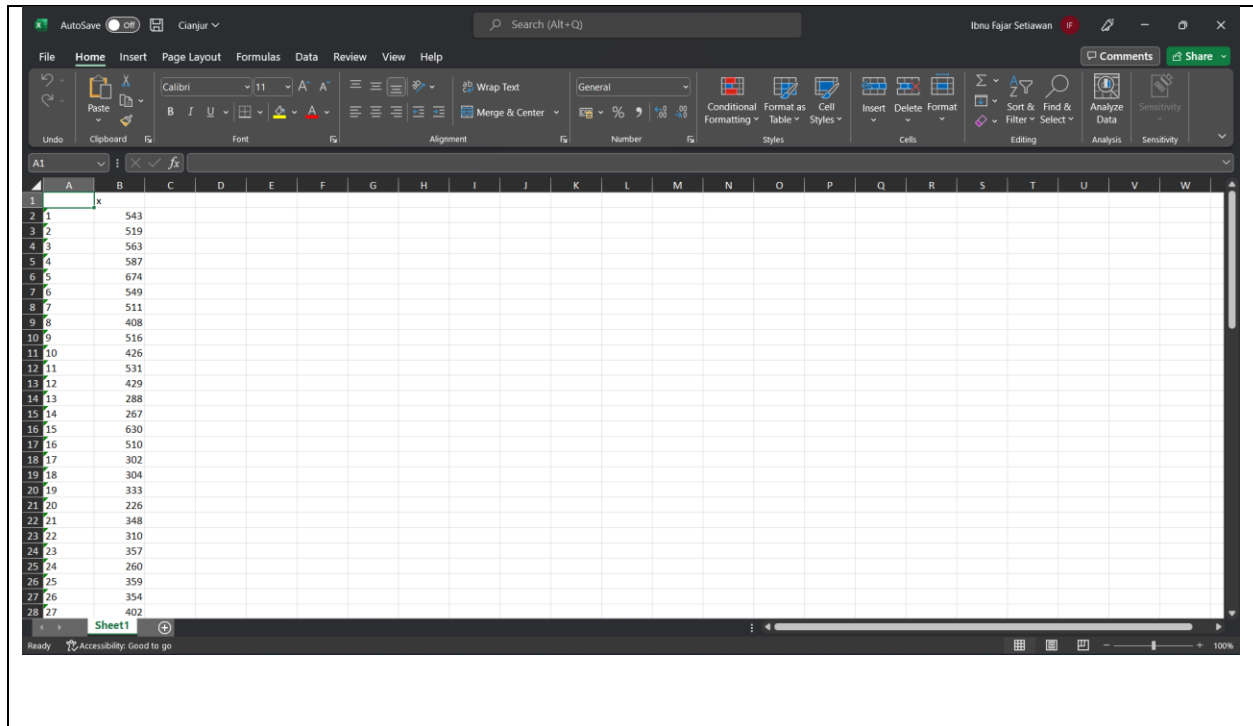 AutoSave Off Cianjur Search (Alt+Q) Ibnu Fajar Setiawan IF
File Home Insert Page Layout Formulas Data Review View Help Comments Share
Paste Calibri 11 A^ Aˇ Wrap Text General Conditional Format as Cell Insert Delete Format Sort & Find & Analyze Sensitivity
B I U A Merge & Center % 9 Formatting Table Styles Filter Select Data
Undo Clipboard Font Alignment Number Styles Cells Editing Analysis Sensitivity
A1 fx
A B C D E F G H I J K L M N O P Q R S T U V W
1 x
2 1 543
3 2 519
4 3 563
5 4 587
6 5 674
7 6 549
8 7 511
9 8 408
10 9 516
11 10 426
12 11 531
13 12 429
14 13 288
15 14 267
16 15 630
17 16 510
18 17 302
19 18 304
20 19 333
21 20 226
22 21 348
23 22 310
24 23 357
25 24 260
26 25 359
27 26 354
28 27 402
Sheet1
Ready Accessibility: Good to go 100%